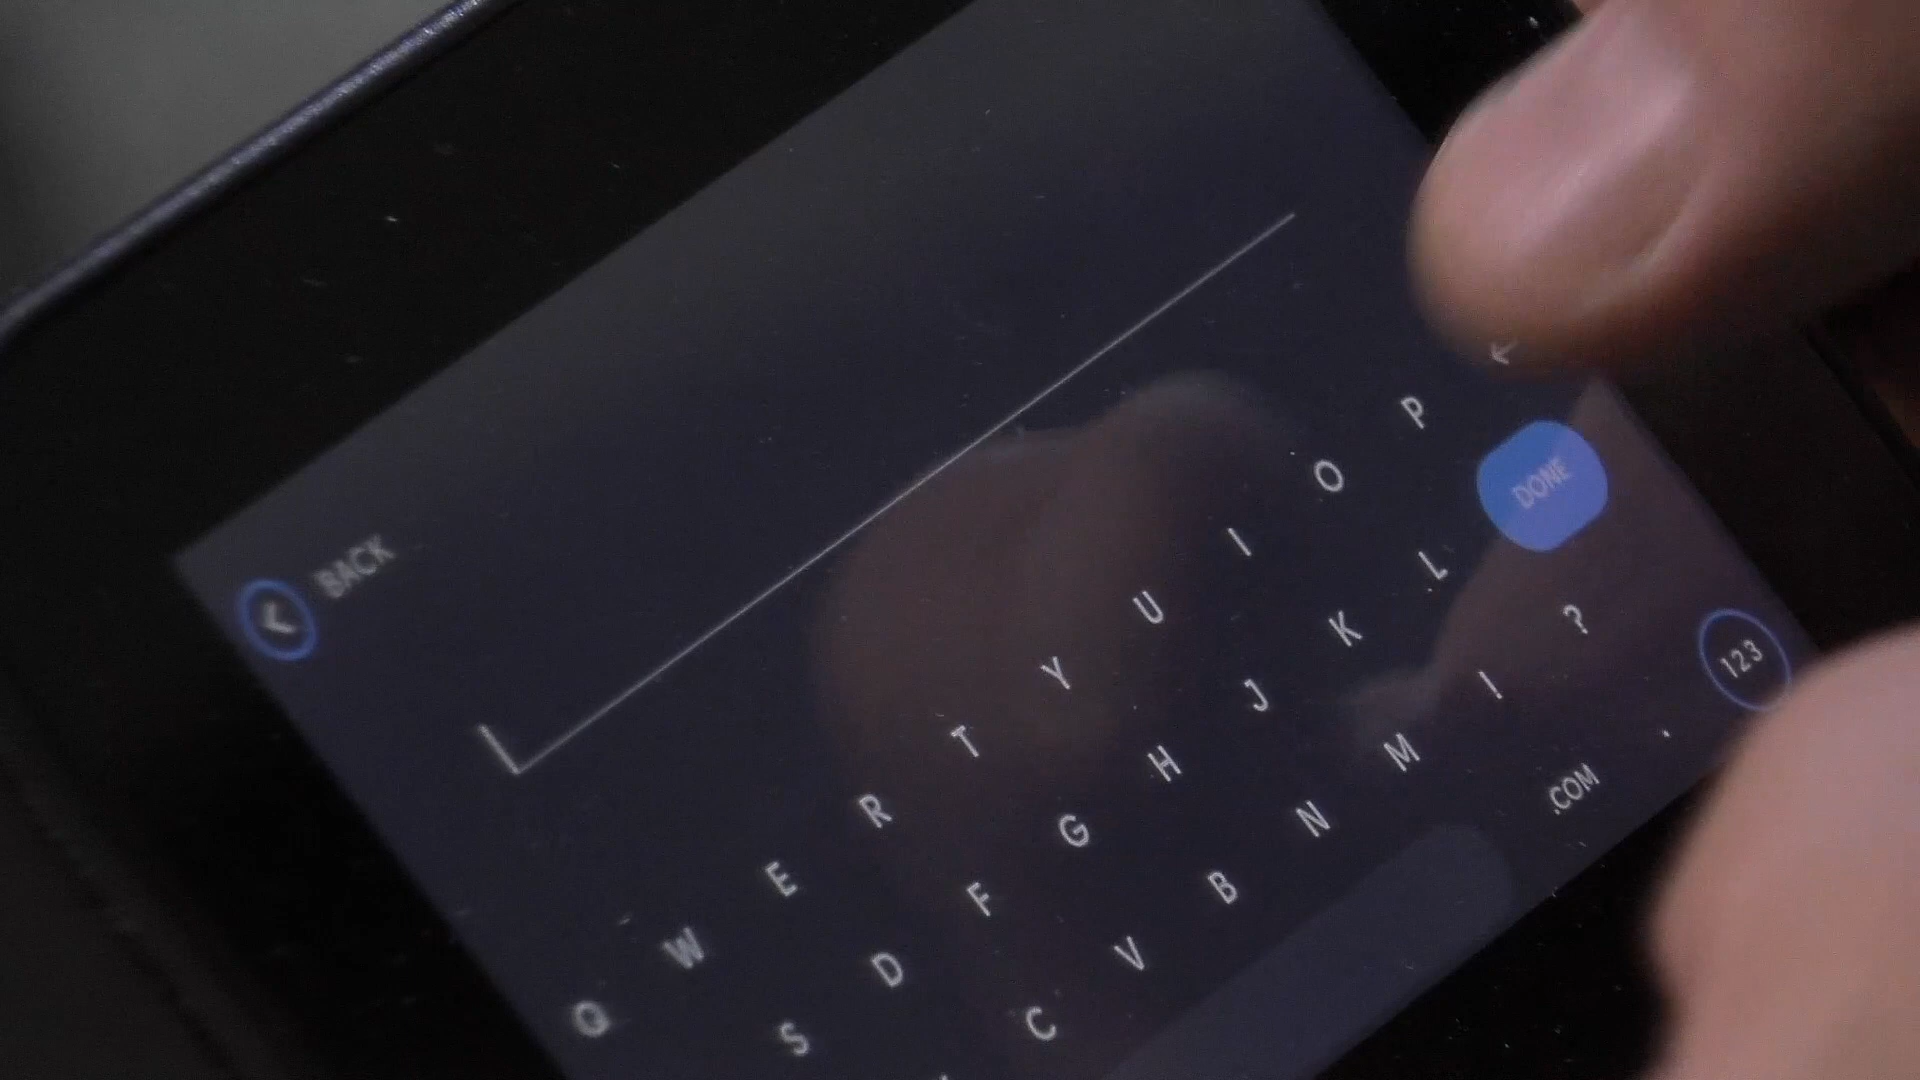 BACK
Q W E R T Y U I O P ←
S D F G H J K L DONE
C V B N M ! ?
.COM . 123